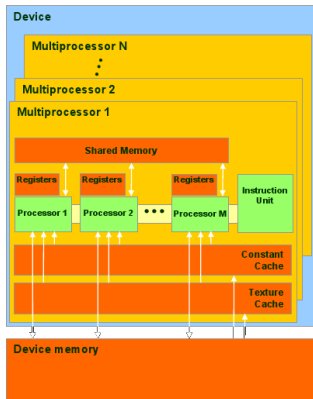 Device
Multiprocessor N
Multiprocessor 2
Multiprocessor 1
Shared Memory
Registers Registers Registers
Processor 1 Processor 2 ••• Processor M
Instruction
Unit
Constant
Cache
Texture
Cache
Device memory